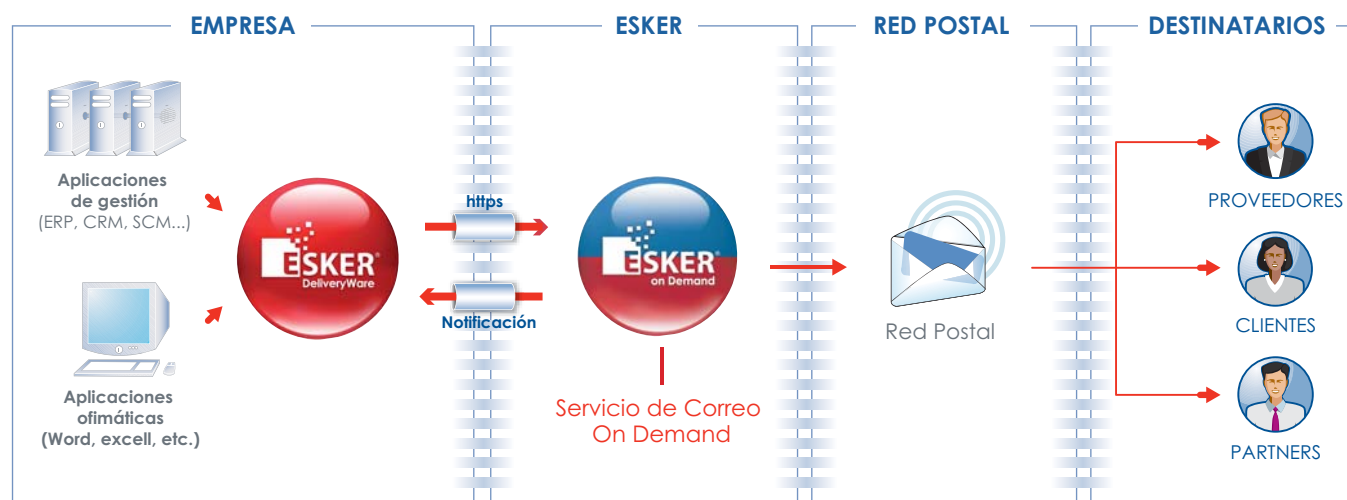 EMPRESA
ESKER
RED POSTAL
DESTINATARIOS
Aplicaciones
de gestión
(ERP, CRM, SCM...)
Aplicaciones
ofimáticas
(Word, excell, etc.)
ESKER
DeliveryWare
https
Notificación
ESKER
on Demand
Servicio de Correo
On Demand
Red Postal
PROVEEDORES
CLIENTES
PARTNERS